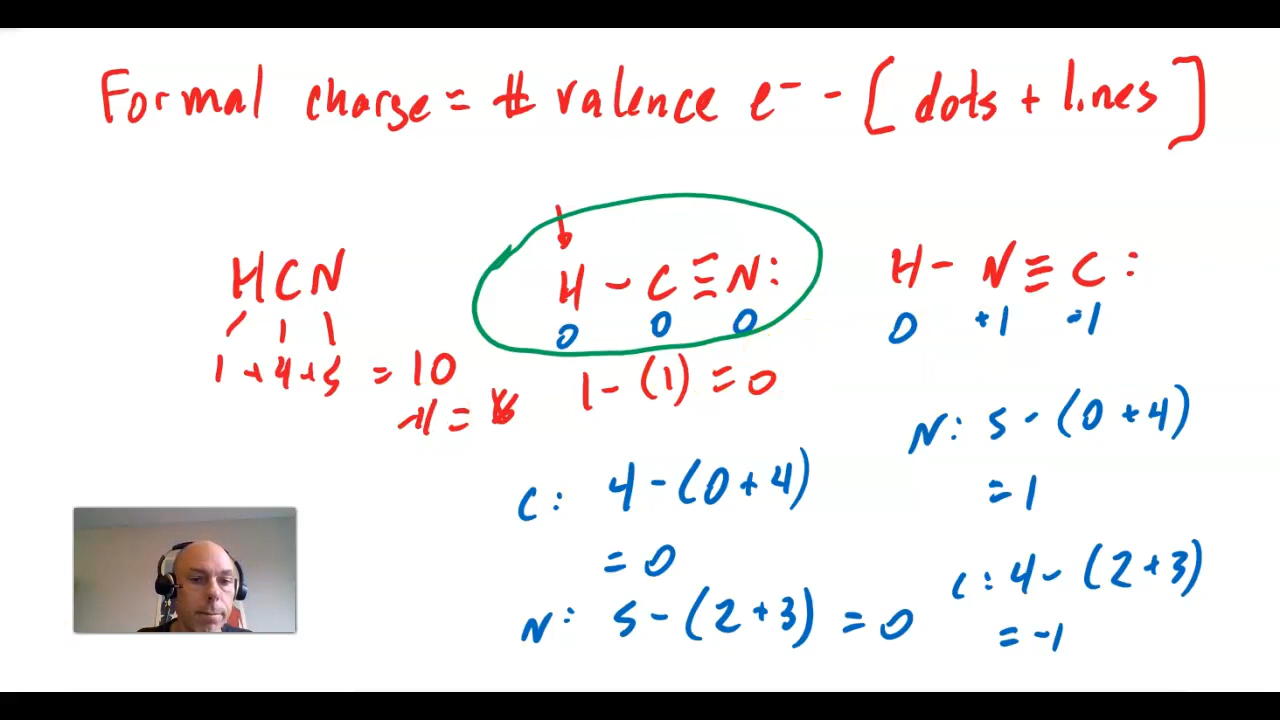 Formal charge = # valence e⁻ - [dots + lines]
HCN
1 + 4 + 5 = 10
H - C ≡ N:
0 0 0
1 - (1) = 0
C: 4 - (0 + 4)
= 0
N: 5 - (2 + 3) = 0
H - N ≡ C:
0 +1 -1
N: 5 - (0 + 4)
= 1
C: 4 - (2 + 3)
= -1